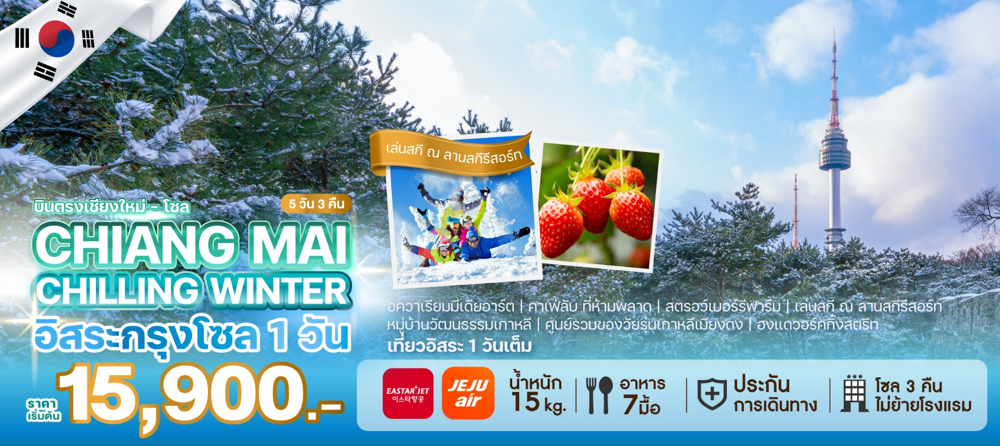 บินตรงเชียงใหม่ - โซล
5 วัน 3 คืน
CHIANG MAI
CHILLING WINTER
อิสระกรุงโซล 1 วัน
ราคา
เริ่มต้น
15,900.-
เล่นสกี ณ ลานสกีรีสอร์ท
อควาเรียมมีเดียอาร์ต | คาเฟ่ลับ ที่ห้ามพลาด | สตรอว์เบอร์รีฟาร์ม | เล่นสกี ณ ลานสกีรีสอร์ท
หมู่บ้านวัฒนธรรมเกาหลี | ศูนย์รวมของวัยรุ่นเกาหลีเมียงดง | ฮงแดวอร์คกิ้งสตรีท
เที่ยวอิสระ 1 วันเต็ม
EASTAR JET
이스타항공
JEJU
air
น้ำหนัก
15 kg.
อาหาร
7มื้อ
ประกัน
การเดินทาง
โซล 3 คืน
ไม่ย้ายโรงแรม